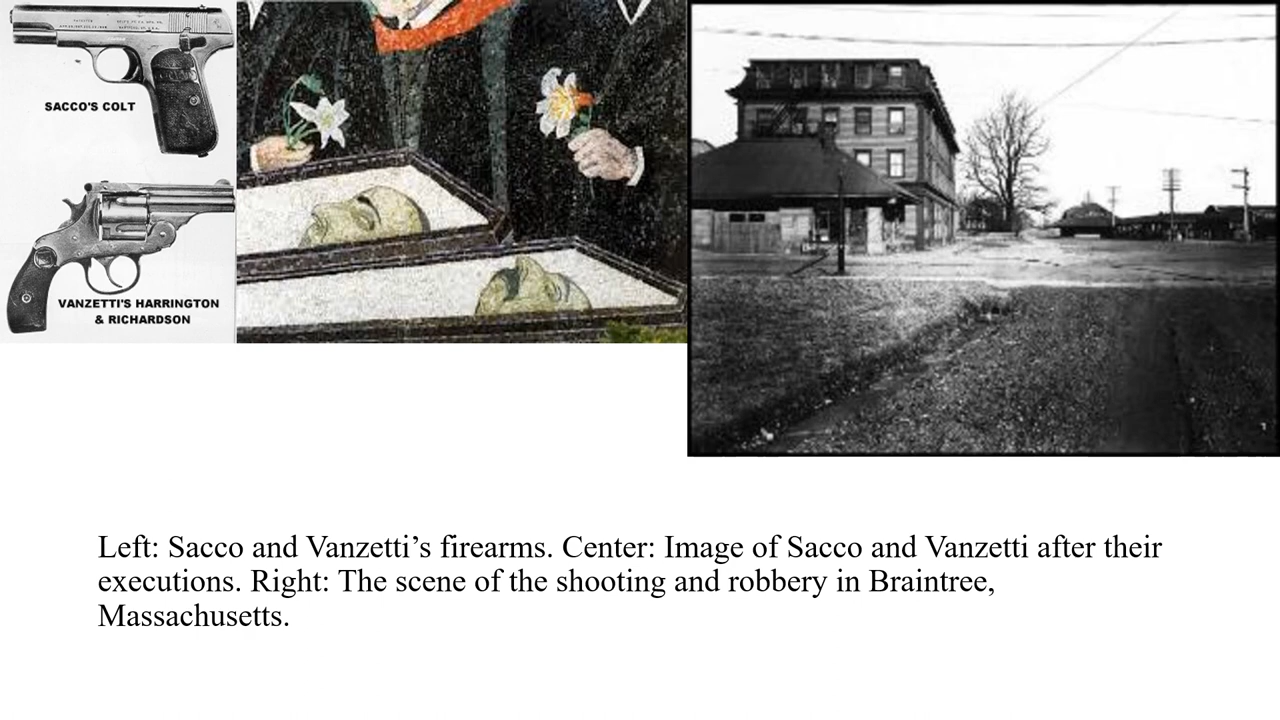 SACCO'S COLT
VANZETTI'S HARRINGTON
& RICHARDSON
Left: Sacco and Vanzetti’s firearms. Center: Image of Sacco and Vanzetti after their
executions. Right: The scene of the shooting and robbery in Braintree,
Massachusetts.